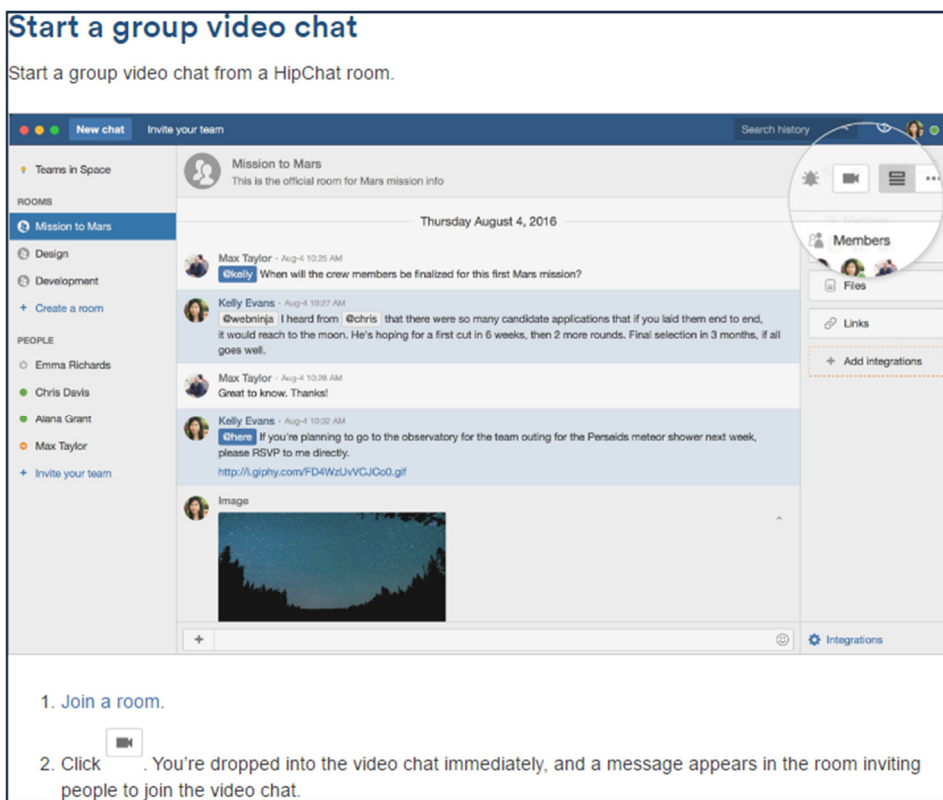 Start a group video chat
Start a group video chat from a HipChat room.
New chat
Invite your team
Search history
Teams in Space
ROOMS
Mission to Mars
Design
Development
+ Create a room
PEOPLE
Emma Richards
Chris Davis
Alana Grant
Max Taylor
+ Invite your team
Mission to Mars
This is the official room for Mars mission info
Thursday August 4, 2016
Max Taylor · Aug-4 10:25 AM
@kelly When will the crew members be finalized for this first Mars mission?
Kelly Evans · Aug-4 10:27 AM
@webninja I heard from @chris that there were so many candidate applications that if you laid them end to end,
it would reach to the moon. He's hoping for a first cut in 6 weeks, then 2 more rounds. Final selection in 3 months, if all
goes well.
Max Taylor · Aug-4 10:28 AM
Great to know. Thanks!
Kelly Evans · Aug-4 10:32 AM
@here If you're planning to go to the observatory for the team outing for the Perseids meteor shower next week,
please RSVP to me directly.
http://i.giphy.com/FD4WzUvVCJCo0.gif
Image
+
Members
Files
Links
+ Add integrations
Integrations
1. Join a room.
2. Click . You're dropped into the video chat immediately, and a message appears in the room inviting
people to join the video chat.